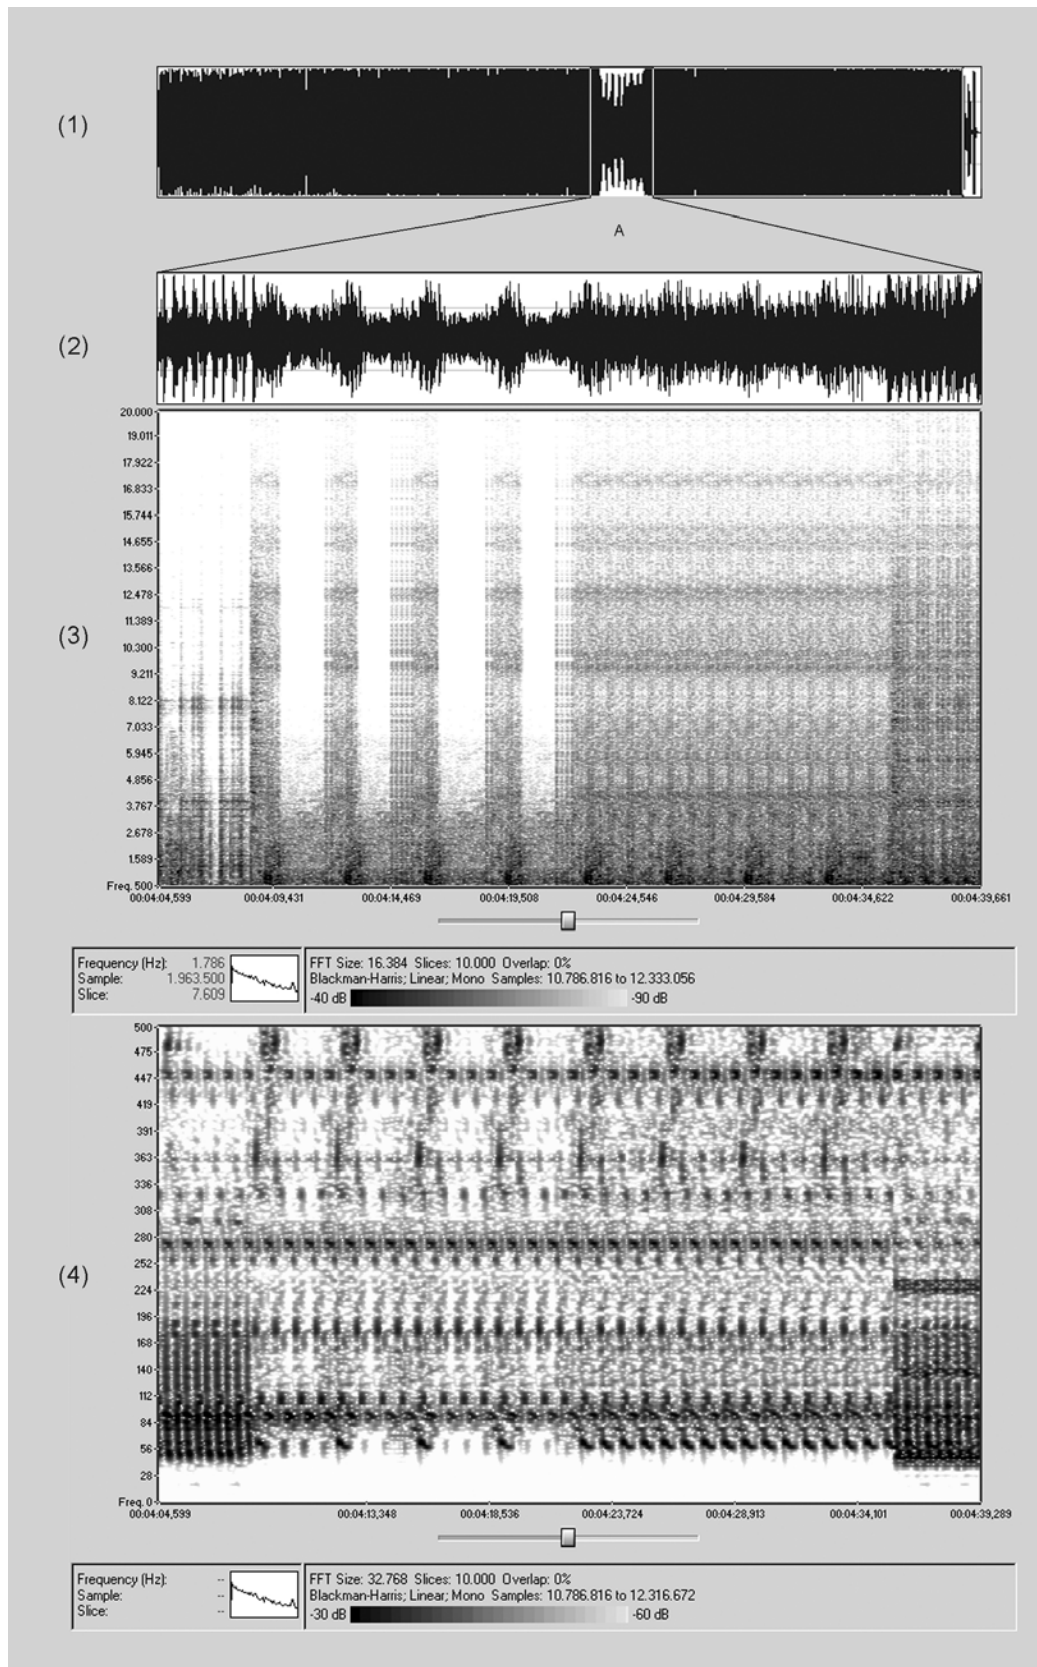 (1)
A
(2)
(3)
20.000
19.011
17.922
16.833
15.744
14.655
13.566
12.478
11.389
10.300
9.211
8.122
7.033
5.945
4.856
3.767
2.678
1.589
Freq. 500
00:04:04,599 00:04:09,431 00:04:14,469 00:04:19,508 00:04:24,546 00:04:29,584 00:04:34,622 00:04:39,661
Frequency (Hz): 1.786
Sample: 1.963.500
Slice: 7.609
FFT Size: 16.384 Slices: 10.000 Overlap: 0%
Blackman-Harris; Linear; Mono Samples: 10.786.816 to 12.333.056
-40 dB -90 dB
(4)
500
475
447
419
391
363
336
308
280
252
224
196
168
140
112
84
56
28
Freq. 0
00:04:04,599 00:04:13,348 00:04:18,536 00:04:23,724 00:04:28,913 00:04:34,101 00:04:39,289
Frequency (Hz): --
Sample: --
Slice: --
FFT Size: 32.768 Slices: 10.000 Overlap: 0%
Blackman-Harris; Linear; Mono Samples: 10.786.816 to 12.316.672
-30 dB -60 dB